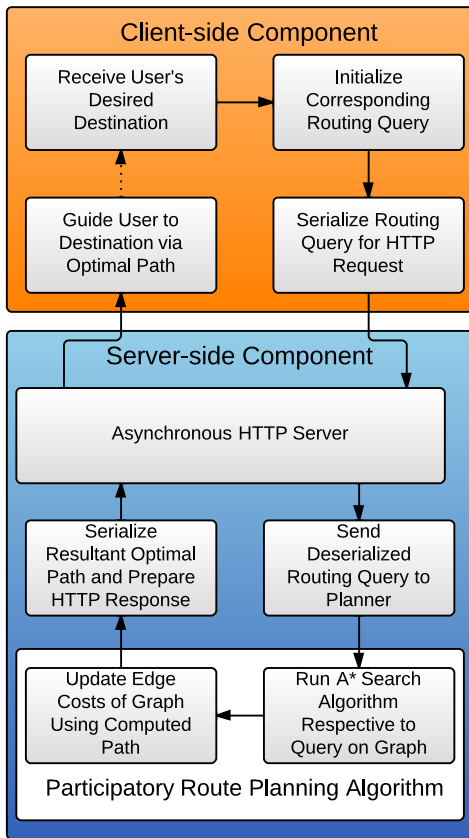 Client-side Component
Receive User's
Desired
Destination
Initialize
Corresponding
Routing Query
Guide User to
Destination via
Optimal Path
Serialize Routing
Query for HTTP
Request
Server-side Component
Asynchronous HTTP Server
Serialize
Resultant Optimal
Path and Prepare
HTTP Response
Send
Deserialized
Routing Query to
Planner
Update Edge
Costs of Graph
Using Computed
Path
Run A* Search
Algorithm
Respective to
Query on Graph
Participatory Route Planning Algorithm